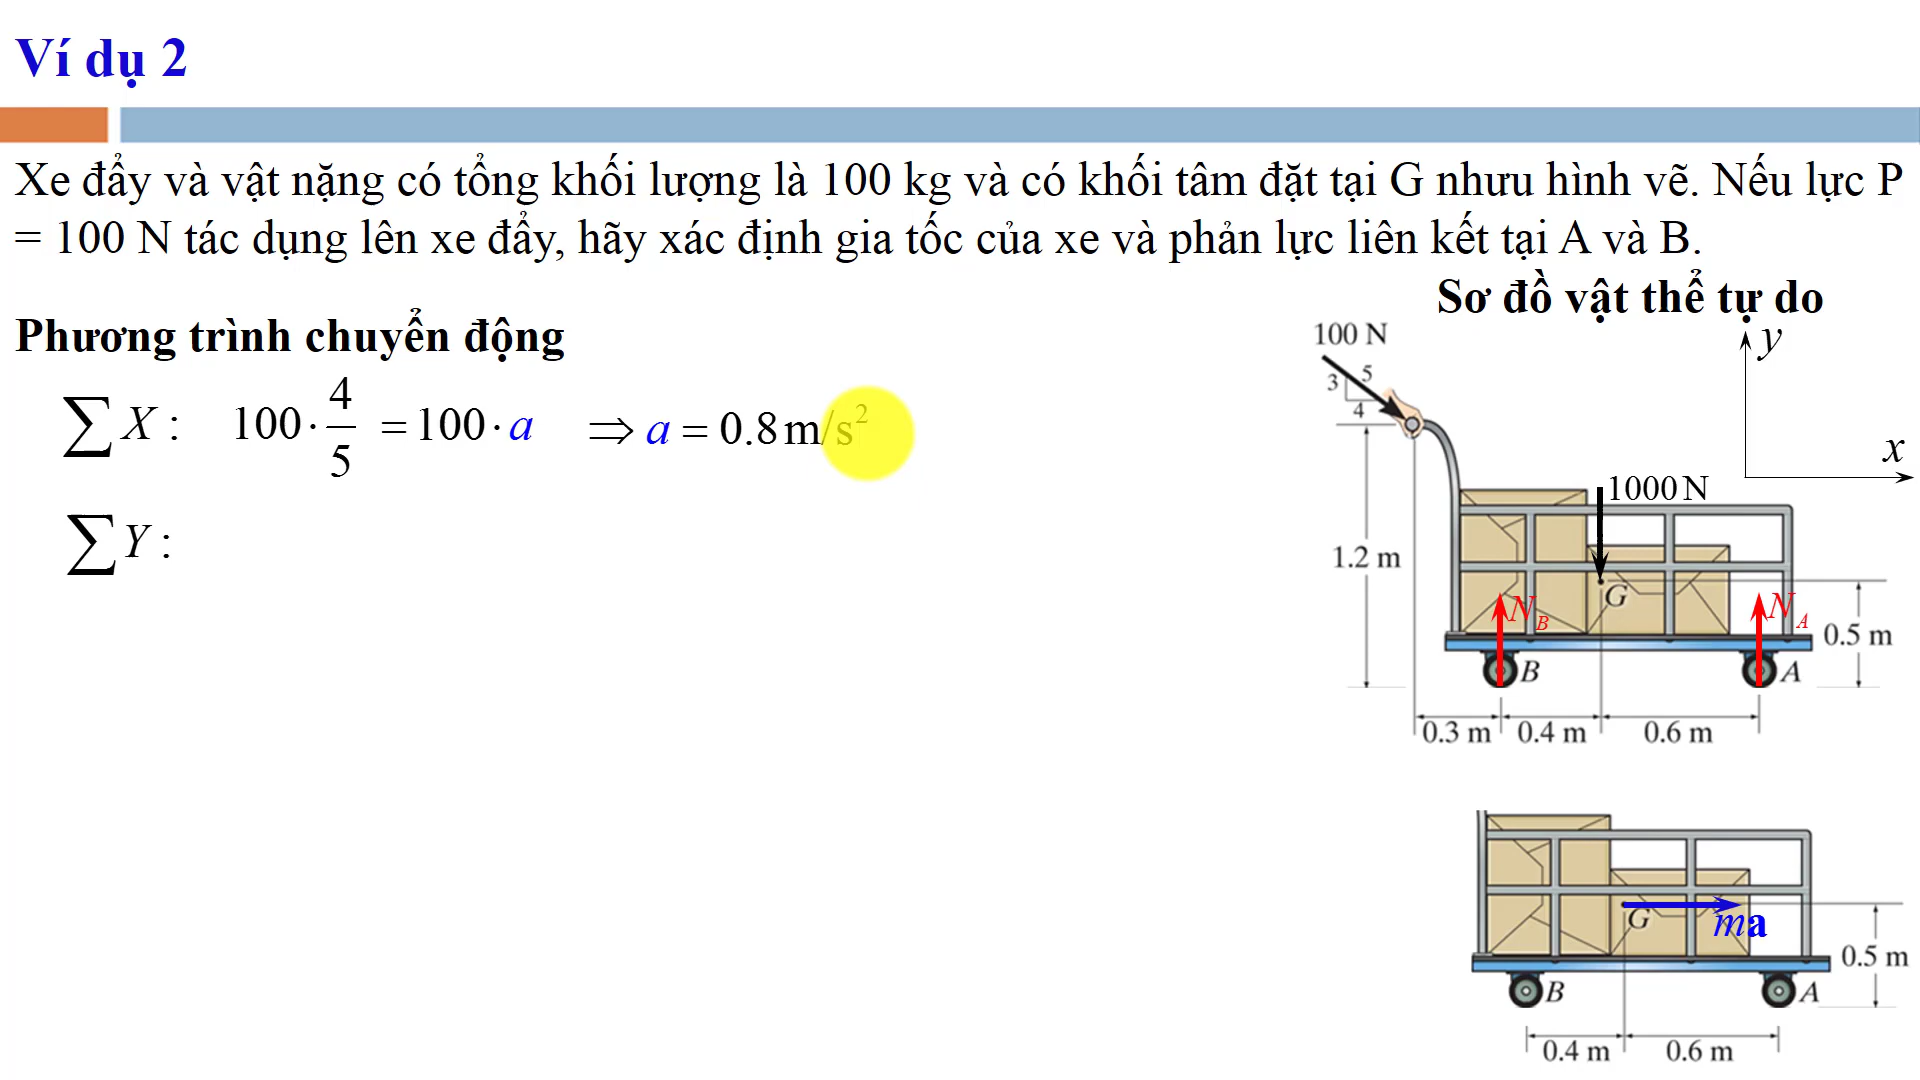 Ví dụ 2
Xe đẩy và vật nặng có tổng khối lượng là 100 kg và có khối tâm đặt tại G nhưu hình vẽ. Nếu lực P
= 100 N tác dụng lên xe đẩy, hãy xác định gia tốc của xe và phản lực liên kết tại A và B.
Sơ đồ vật thể tự do
Phương trình chuyển động
∑X : 100 · 4/5 = 100 · a ⇒ a = 0.8 m/s²
∑Y :
100 N
3 5
4
y
x
1000 N
1.2 m
G
N_B
N_A
0.5 m
B
A
0.3 m 0.4 m 0.6 m
G
ma
0.5 m
B
A
0.4 m 0.6 m